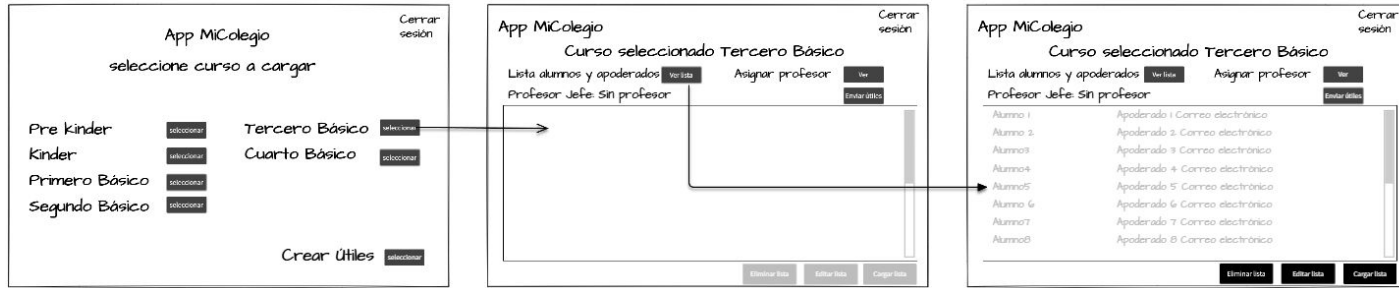 Cerrar sesión
App MiColegio
seleccione curso a cargar
Pre kinder seleccionar
Kinder seleccionar
Primero Básico seleccionar
Segundo Básico seleccionar
Tercero Básico seleccionar
Cuarto Básico seleccionar
Crear Útiles seleccionar
App MiColegio
Cerrar sesión
Curso seleccionado Tercero Básico
Lista alumnos y apoderados Ver lista Asignar profesor Ver
Profesor Jefe: Sin profesor Enviar útiles
Eliminar lista Editar lista Cargar lista
App MiColegio
Cerrar sesión
Curso seleccionado Tercero Básico
Lista alumnos y apoderados Ver lista Asignar profesor Ver
Profesor Jefe: Sin profesor Enviar útiles
Alumno 1 Apoderado 1 Correo electrónico
Alumno 2 Apoderado 2 Correo electrónico
Alumno3 Apoderado 3 Correo electrónico
Alumno4 Apoderado 4 Correo electrónico
Alumno5 Apoderado 5 Correo electrónico
Alumno 6 Apoderado 6 Correo electrónico
Alumno7 Apoderado 7 Correo electrónico
Alumno8 Apoderado 8 Correo electrónico
Eliminar lista Editar lista Cargar lista